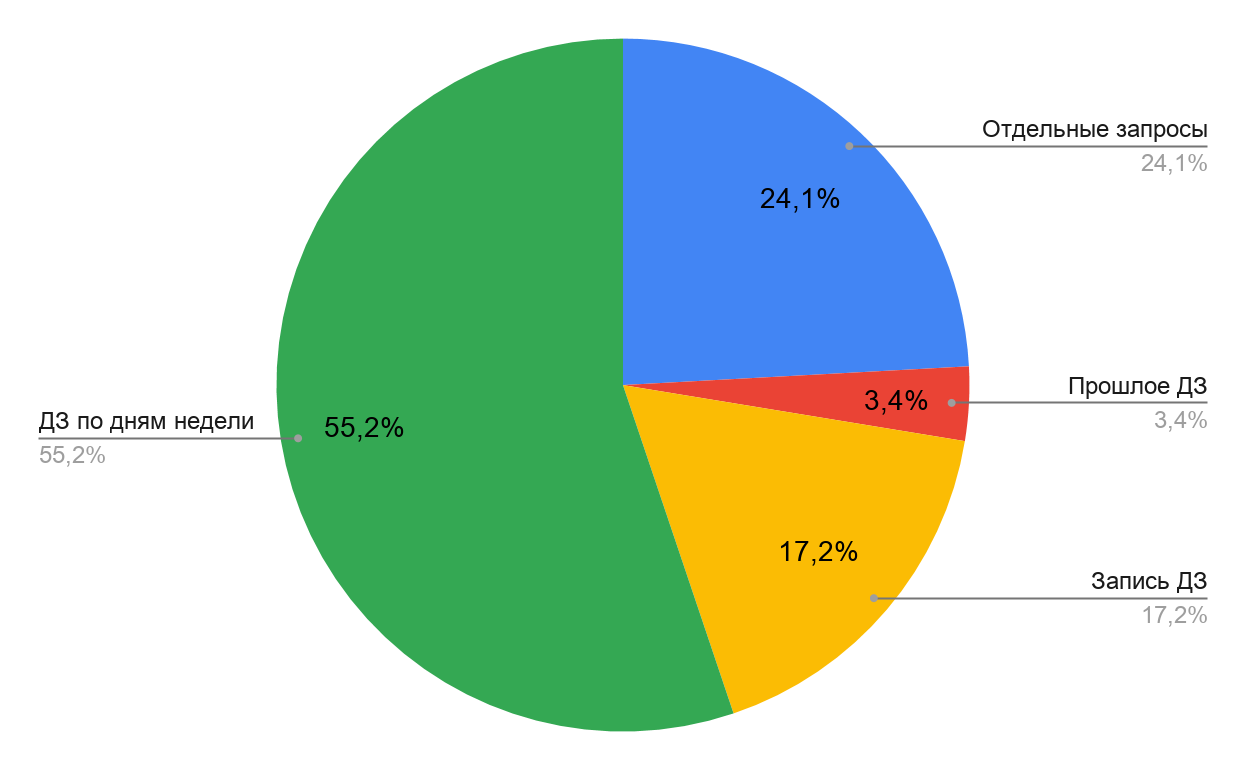 Отдельные запросы
24,1%
24,1%
Прошлое ДЗ
3,4%
3,4%
ДЗ по дням недели
55,2%
55,2%
17,2%
Запись ДЗ
17,2%